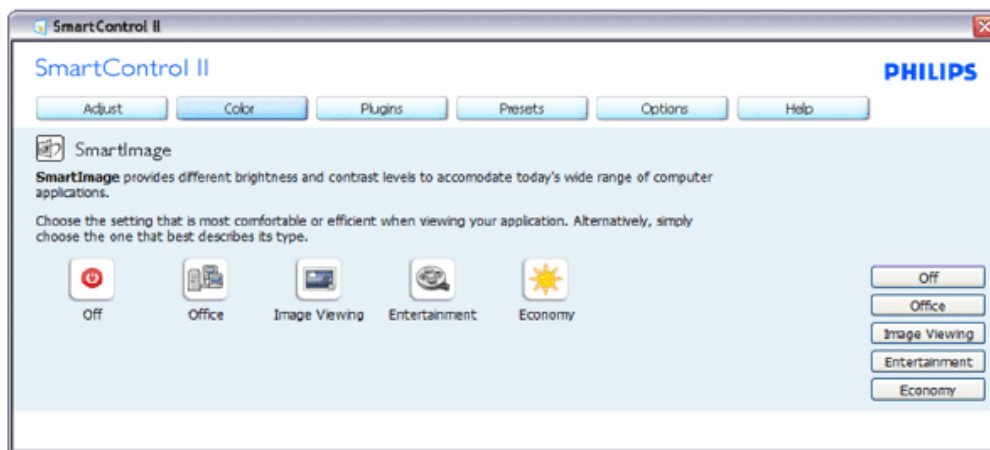 SmartControl II
SmartControl II
PHILIPS
Adjust Color Plugins Presets Options Help
SmartImage
SmartImage provides different brightness and contrast levels to accomodate today's wide range of computer
applications.
Choose the setting that is most comfortable or efficient when viewing your application. Alternatively, simply
choose the one that best describes its type.
Off Office Image Viewing Entertainment Economy
Off
Office
Image Viewing
Entertainment
Economy